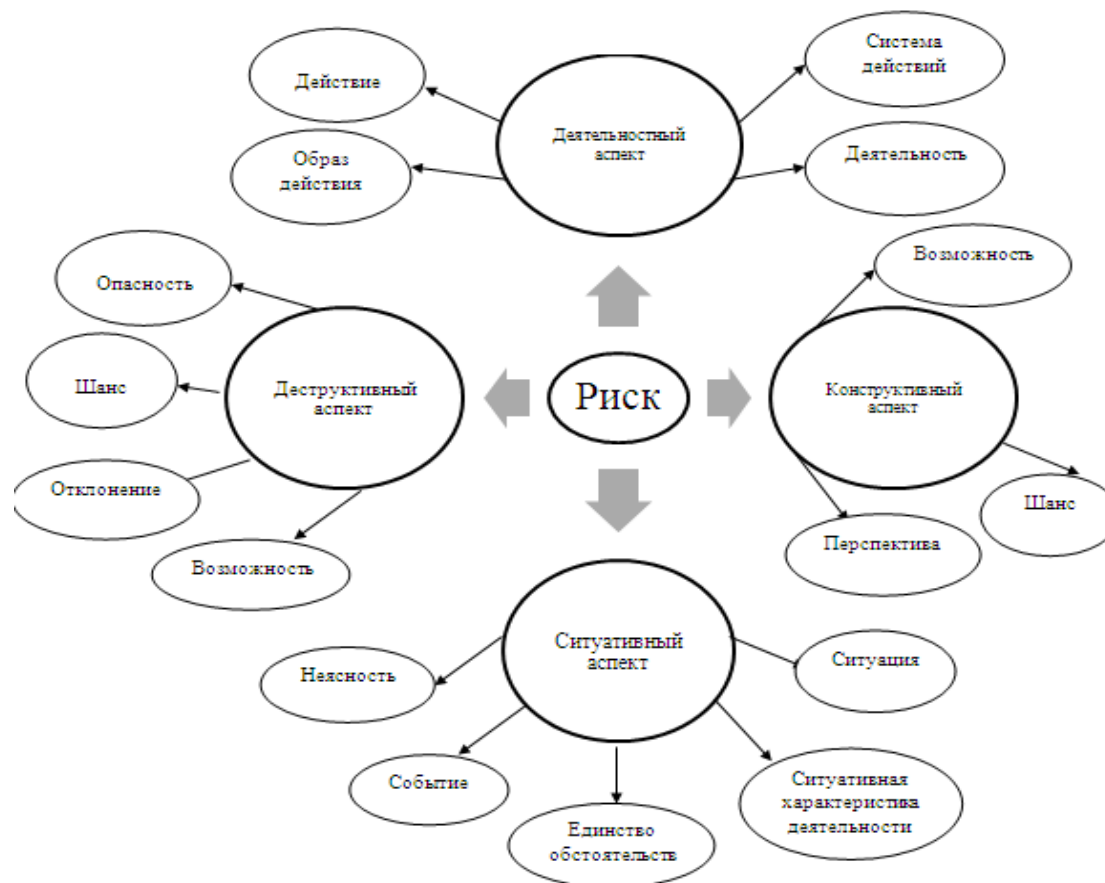 Система
действий
Действие
Деятельностный
аспект
Образ
действия
Деятельность
Возможность
Опасность
Шанс
Деструктивный
аспект
Риск
Конструктивный
аспект
Отклонение
Шанс
Перспектива
Возможность
Ситуативный
аспект
Неясность
Ситуация
Событие
Ситуативная
характеристика
деятельности
Единство
обстоятельств